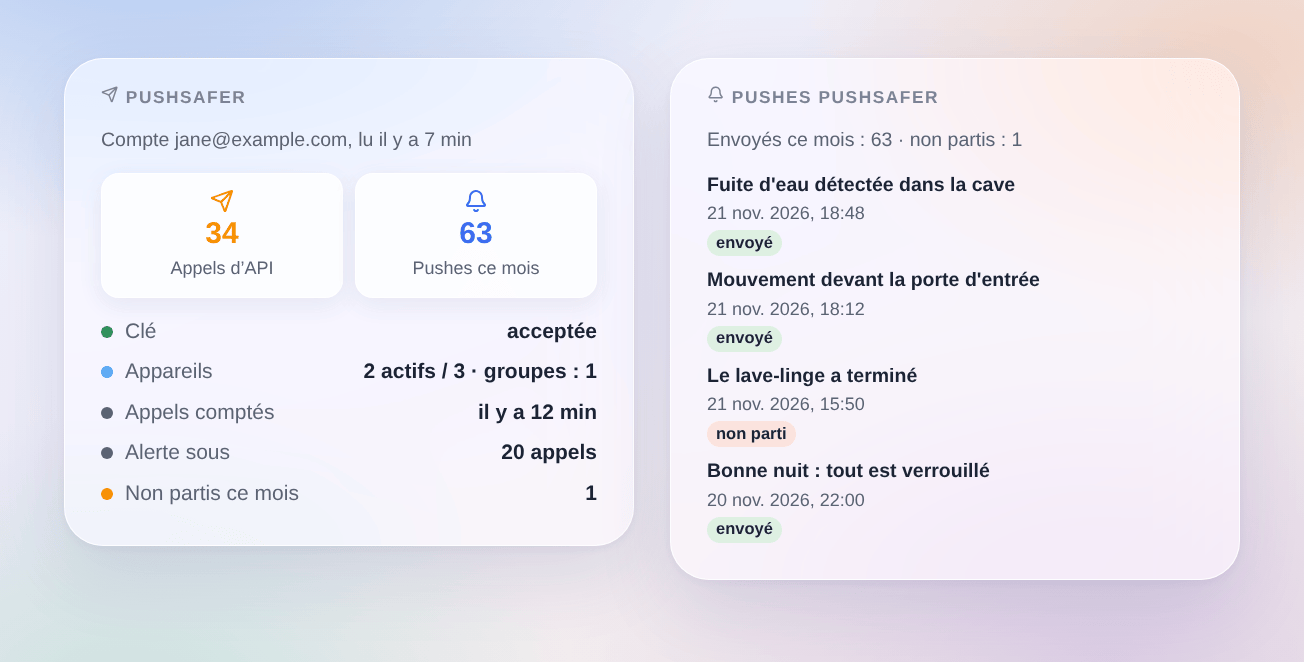 PUSHSAFER
Compte jane@example.com, lu il y a 7 min
34
Appels d’API
63
Pushes ce mois
Clé acceptée
Appareils 2 actifs / 3 · groupes : 1
Appels comptés il y a 12 min
Alerte sous 20 appels
Non partis ce mois 1
PUSHES PUSHSAFER
Envoyés ce mois : 63 · non partis : 1
Fuite d'eau détectée dans la cave
21 nov. 2026, 18:48
envoyé
Mouvement devant la porte d'entrée
21 nov. 2026, 18:12
envoyé
Le lave-linge a terminé
21 nov. 2026, 15:50
non parti
Bonne nuit : tout est verrouillé
20 nov. 2026, 22:00
envoyé